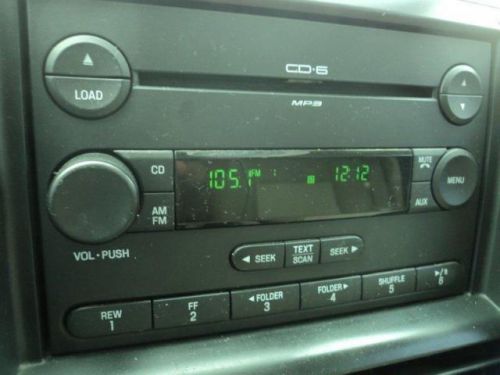 CD·6
LOAD
MP3
CD
105.1 FM 12:12
MUTE
MENU
AM
FM
AUX
VOL·PUSH
SEEK
TEXT
SCAN
SEEK
REW
1
FF
2
FOLDER
3
FOLDER
4
SHUFFLE
5
6